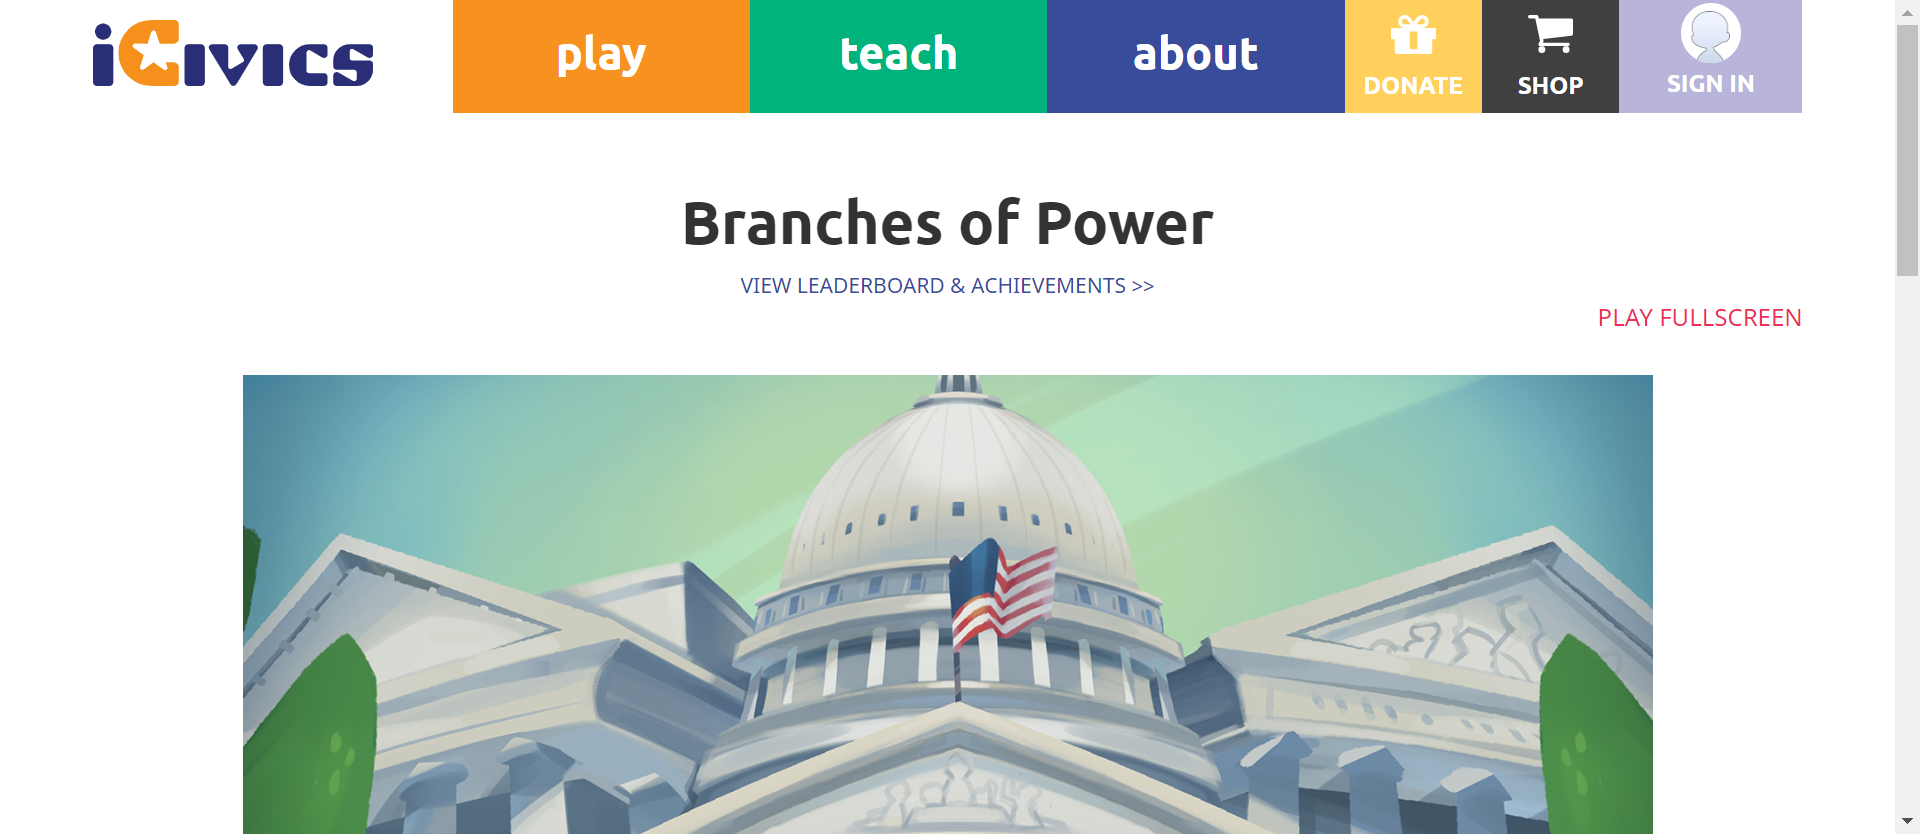 iCivics
play
teach
about
DONATE
SHOP
SIGN IN
Branches of Power
VIEW LEADERBOARD & ACHIEVEMENTS >>
PLAY FULLSCREEN